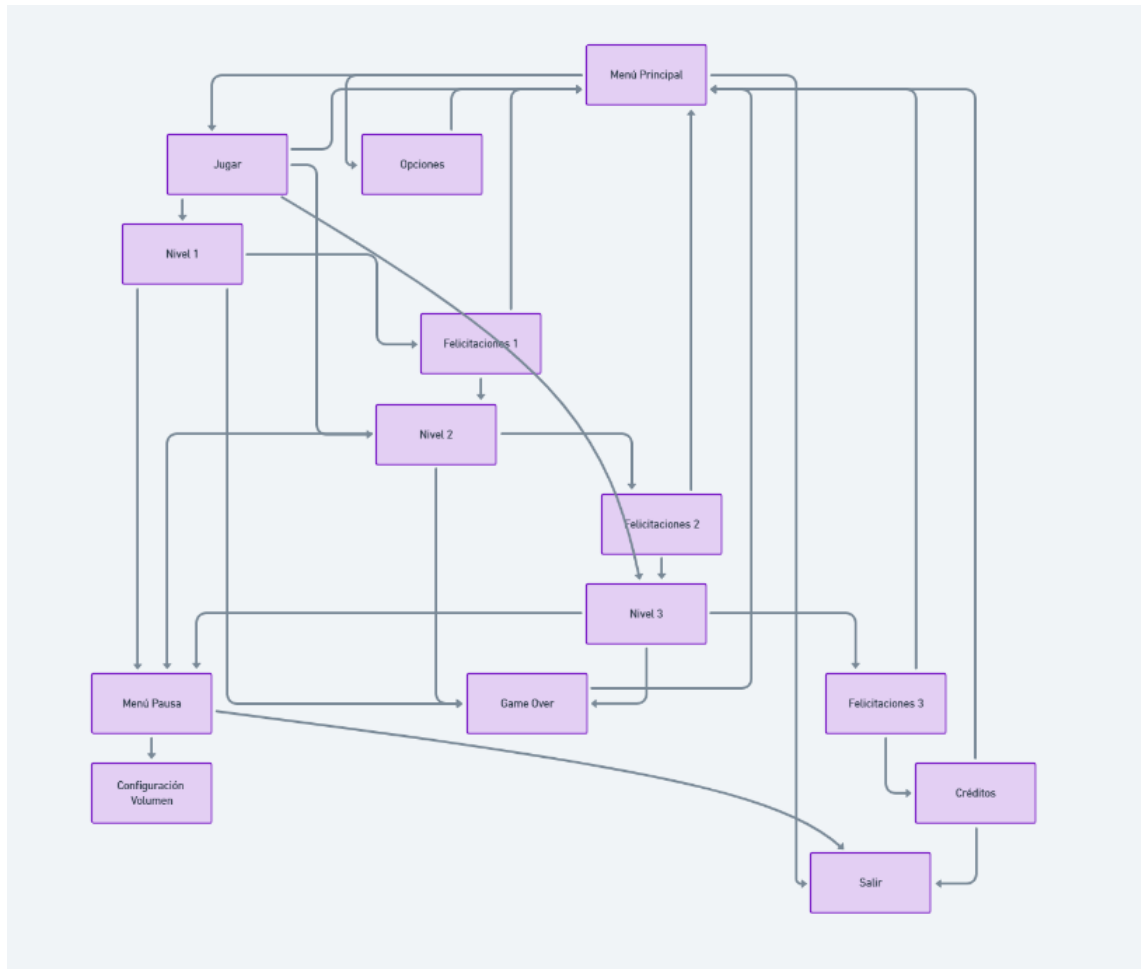 Menú Principal
Jugar
Opciones
Nivel 1
Felicitaciones 1
Nivel 2
Felicitaciones 2
Nivel 3
Menú Pausa
Game Over
Felicitaciones 3
Configuración
Volumen
Créditos
Salir